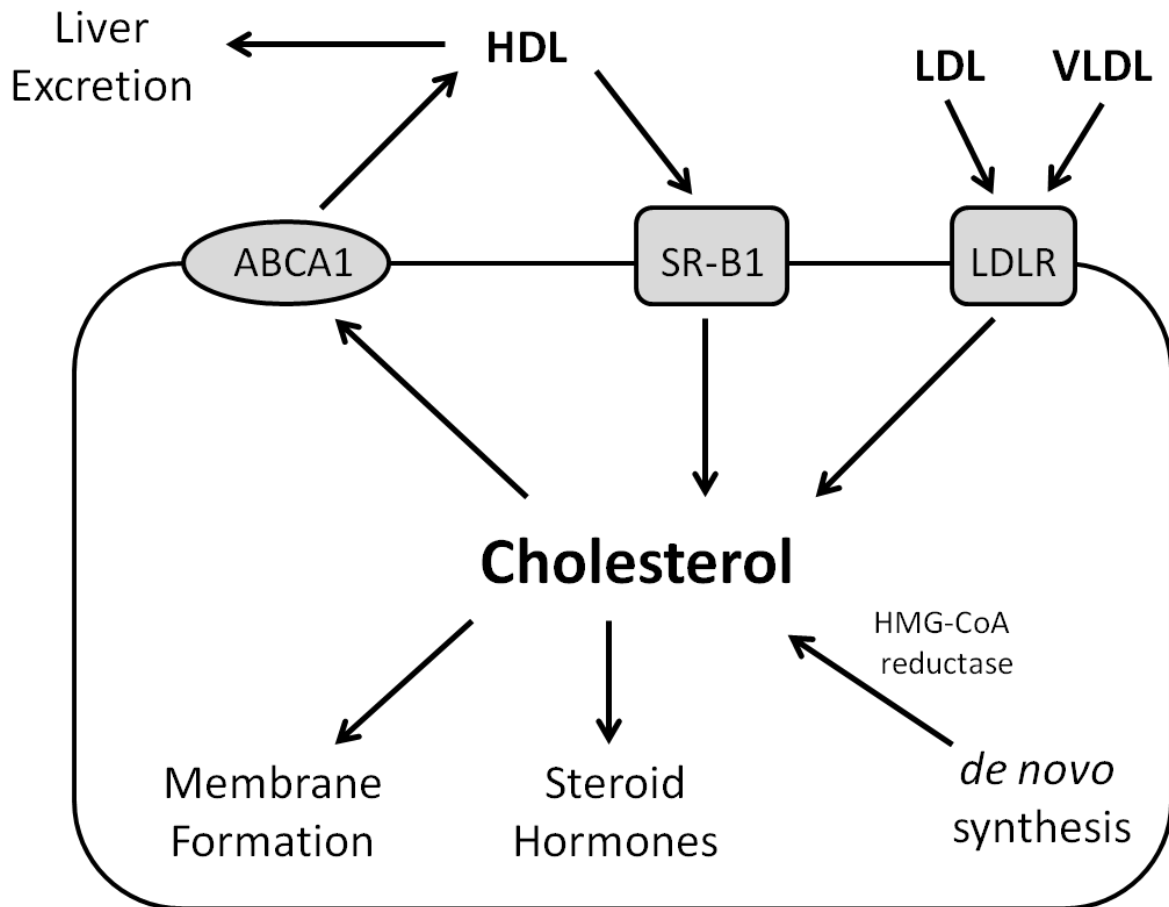 Liver
Excretion
HDL
LDL
VLDL
ABCA1
SR-B1
LDLR
Cholesterol
HMG-CoA
reductase
Membrane
Formation
Steroid
Hormones
de novo
synthesis